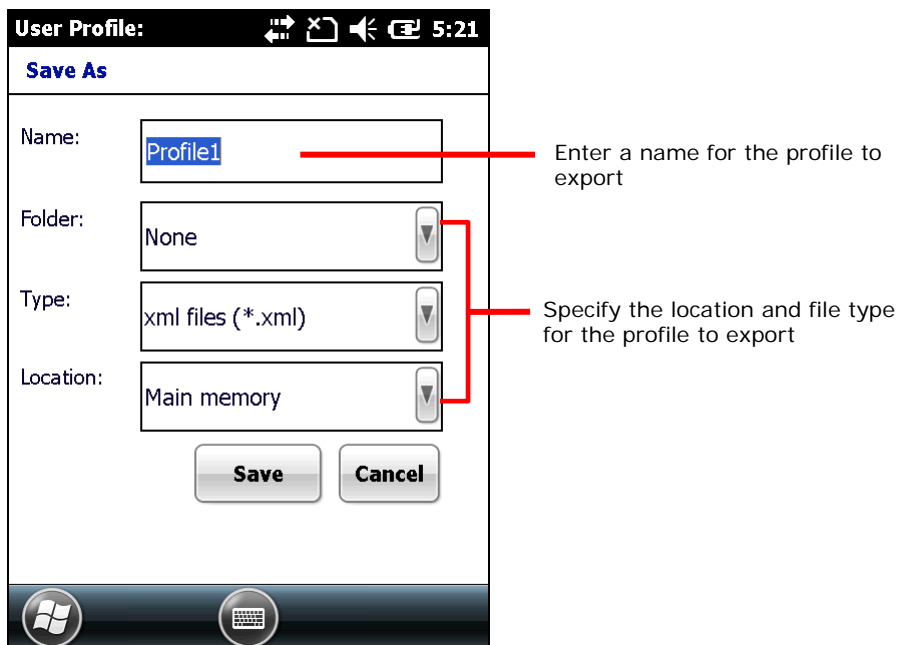 User Profile: 5:21
Save As
Name:
Profile1
Enter a name for the profile to
export
Folder:
None
Type:
xml files (*.xml)
Specify the location and file type
for the profile to export
Location:
Main memory
Save Cancel